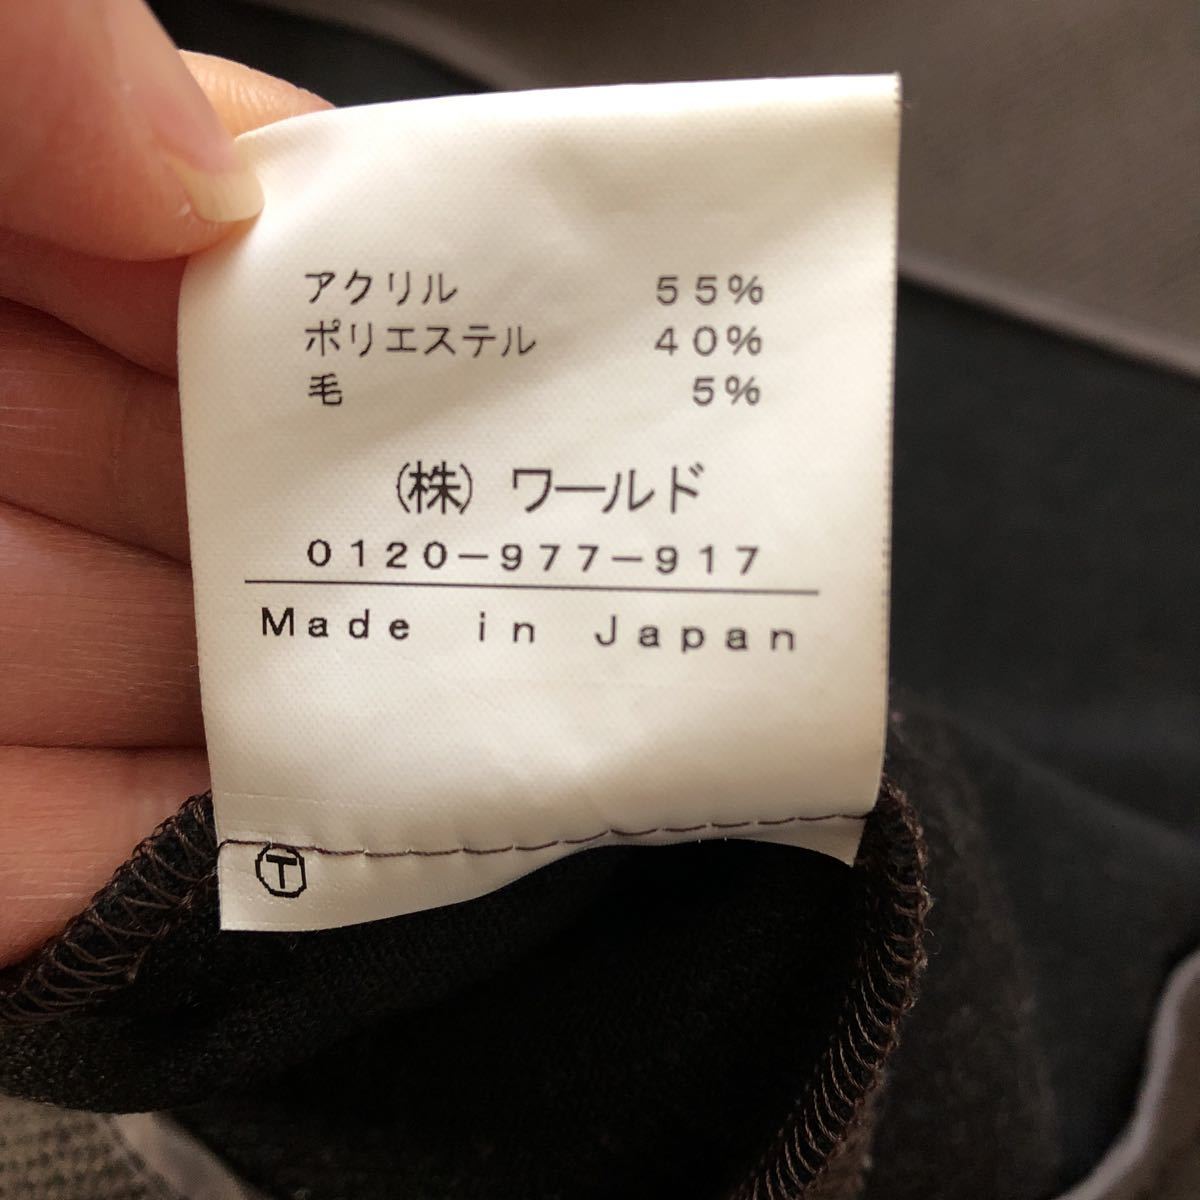 アクリル 55%
ポリエステル 40%
毛 5%
(株) ワールド
0120-977-917
Made in Japan
Ⓣ